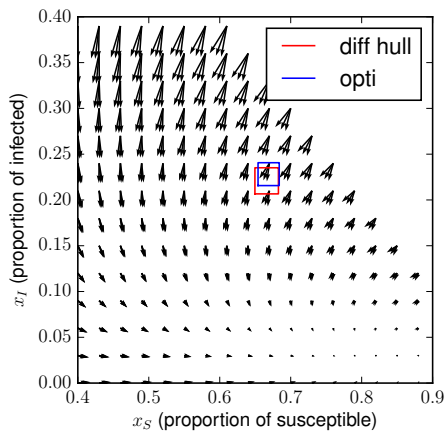 0.40
0.35
0.30
0.25
0.20
0.15
0.10
0.05
0.00
x_I (proportion of infected)
diff hull
opti
0.4 0.5 0.6 0.7 0.8 0.9
x_S (proportion of susceptible)